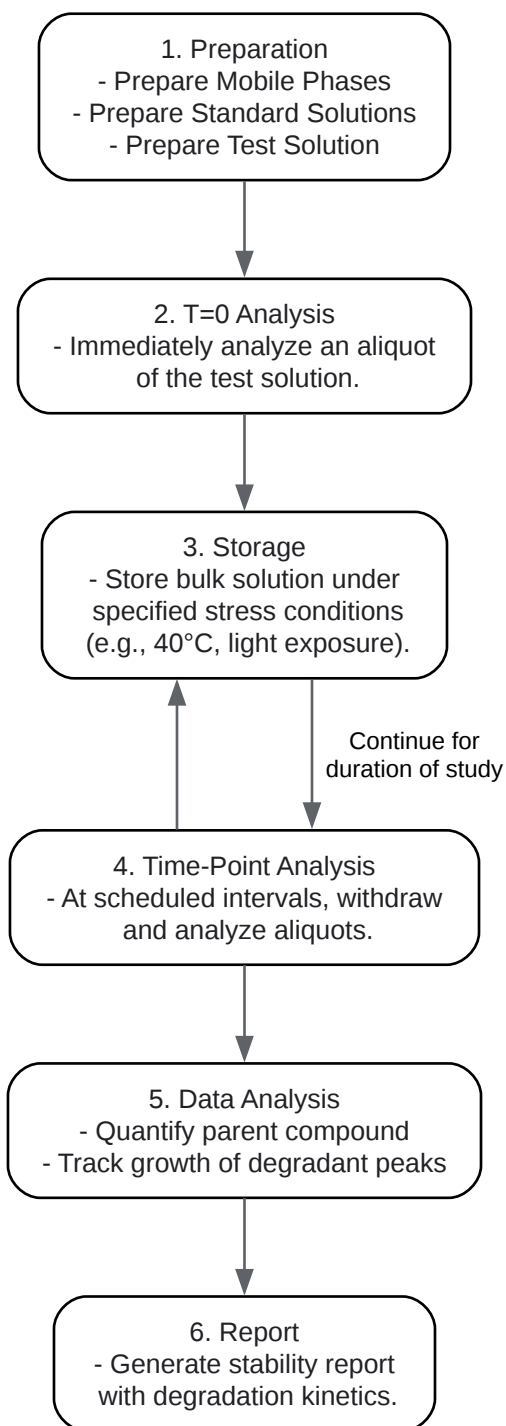 1. Preparation
- Prepare Mobile Phases
- Prepare Standard Solutions
- Prepare Test Solution
2. T=0 Analysis
- Immediately analyze an aliquot
of the test solution.
3. Storage
- Store bulk solution under
specified stress conditions
(e.g., 40°C, light exposure).
Continue for
duration of study
4. Time-Point Analysis
- At scheduled intervals, withdraw
and analyze aliquots.
5. Data Analysis
- Quantify parent compound
- Track growth of degradant peaks
6. Report
- Generate stability report
with degradation kinetics.